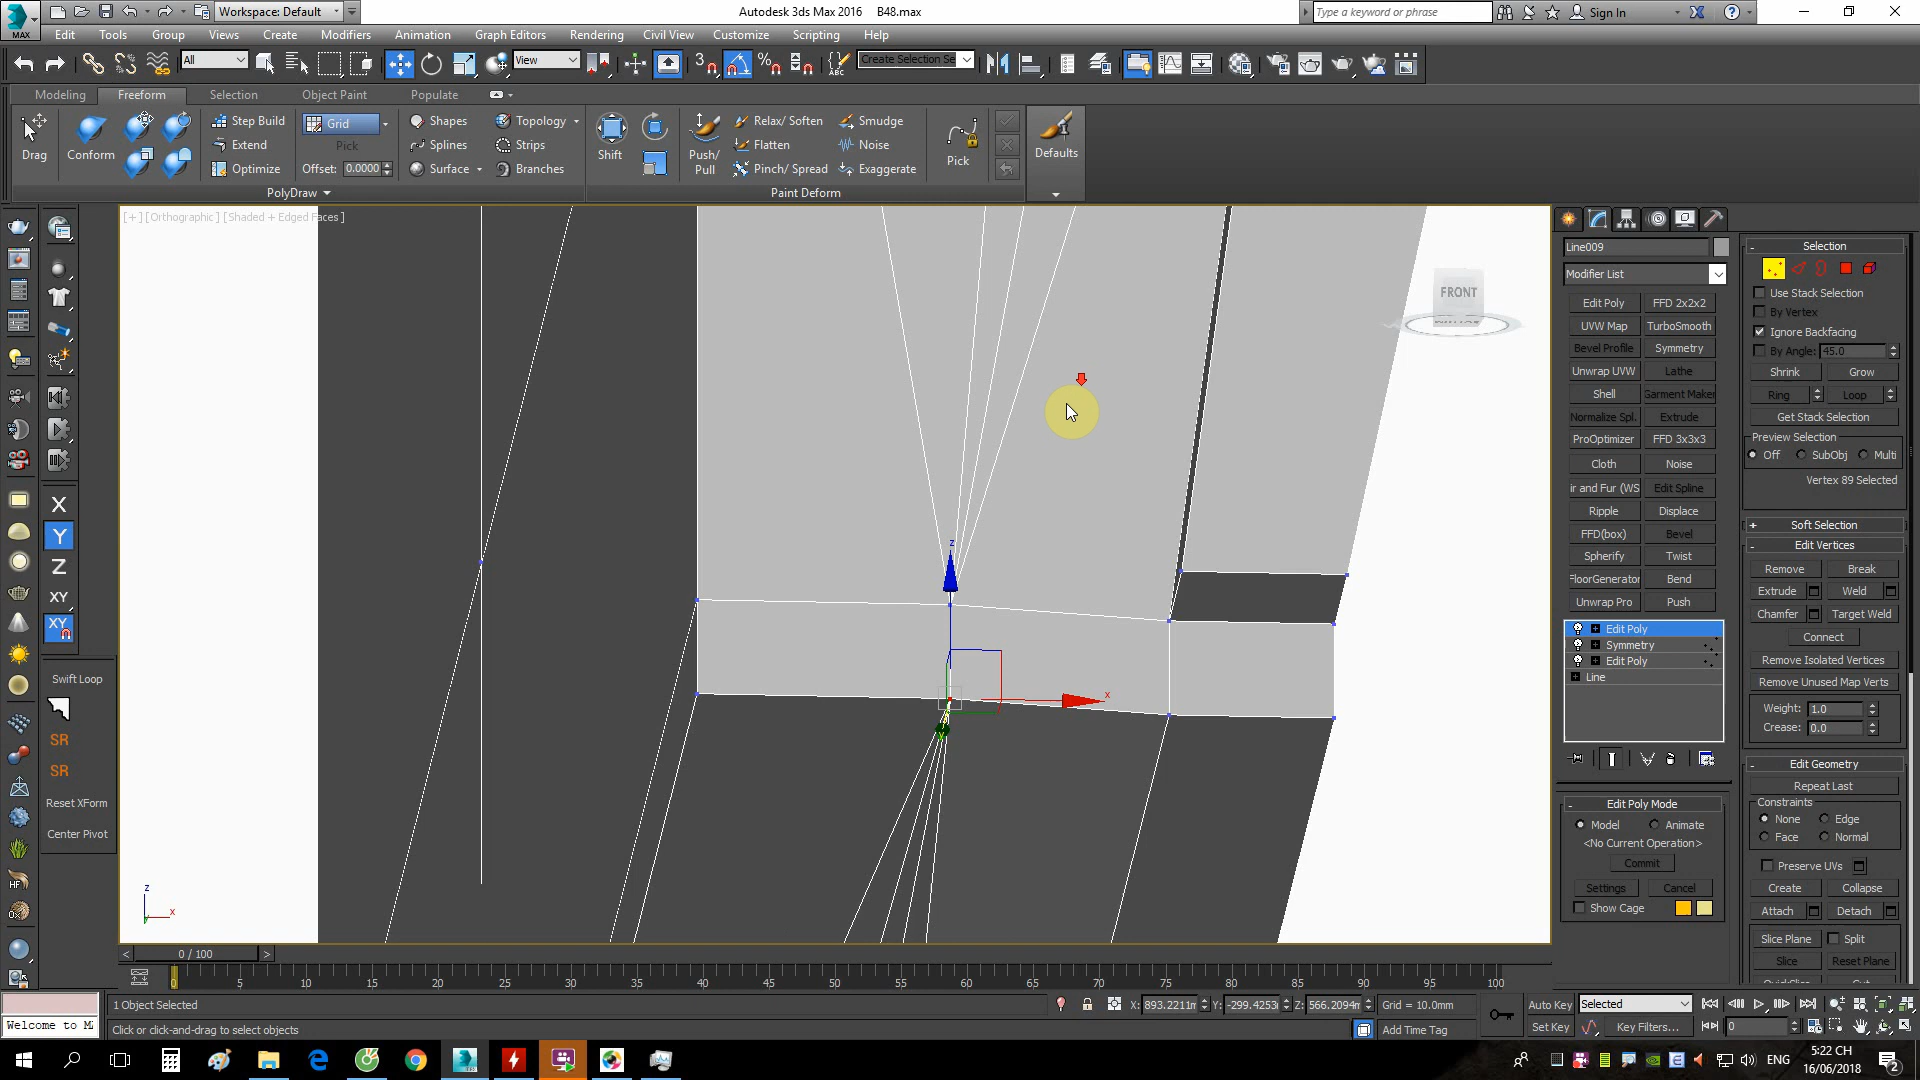 MAX
Workspace: Default
Autodesk 3ds Max 2016 B48.max
Type a keyword or phrase
Sign In
Edit Tools Group Views Create Modifiers Animation Graph Editors Rendering Civil View Customize Scripting Help
All
View
Create Selection Se
Modeling Freeform Selection Object Paint Populate
Drag
Conform
Step Build
Extend
Optimize
Grid
Pick
Offset: 0.0000
Shapes
Splines
Surface
Topology
Strips
Branches
Shift
Push/
Pull
Relax/ Soften
Flatten
Pinch/ Spread
Smudge
Noise
Exaggerate
Pick
Defaults
PolyDraw
Paint Deform
[+] [Orthographic] [Shaded + Edged Faces]
FRONT
X
Y
Z
XY
XY
Swift Loop
SR
SR
Reset XForm
Center Pivot
z
x
y
z
x
Line009
Modifier List
Edit Poly FFD 2x2x2
UVW Map TurboSmooth
Bevel Profile Symmetry
Unwrap UVW Lathe
Shell Garment Maker
Normalize Spl. Extrude
ProOptimizer FFD 3x3x3
Cloth Noise
ir and Fur (WS Edit Spline
Ripple Displace
FFD(box) Bevel
Spherify Twist
FloorGenerator Bend
Unwrap Pro Push
Edit Poly
Symmetry
Edit Poly
Line
Edit Poly Mode
Model Animate
<No Current Operation>
Commit
Settings Cancel
Show Cage
Selection
Use Stack Selection
By Vertex
Ignore Backfacing
By Angle: 45.0
Shrink Grow
Ring Loop
Get Stack Selection
Preview Selection
Off SubObj Multi
Vertex 89 Selected
Soft Selection
Edit Vertices
Remove Break
Extrude Weld
Chamfer Target Weld
Connect
Remove Isolated Vertices
Remove Unused Map Verts
Weight: 1.0
Crease: 0.0
Edit Geometry
Repeat Last
Constraints
None Edge
Face Normal
Preserve UVs
Create Collapse
Attach Detach
Slice Plane Split
Slice Reset Plane
0 / 100
0 5 10 15 20 25 30 35 40 45 50 55 60 65 70 75 80 85 90 95 100
Welcome to M
1 Object Selected
Click or click-and-drag to select objects
X: 893.2211m Y: -299.4253 Z: 566.2094m Grid = 10.0mm
Add Time Tag
Auto Key Selected
Set Key Key Filters...
0
ENG
5:22 CH
16/06/2018
2